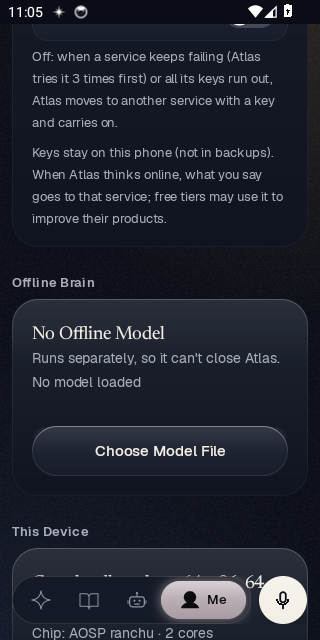 11:05
Off: when a service keeps failing (Atlas
tries it 3 times first) or all its keys run out,
Atlas moves to another service with a key
and carries on.
Keys stay on this phone (not in backups).
When Atlas thinks online, what you say
goes to that service; free tiers may use it to
improve their products.
Offline Brain
No Offline Model
Runs separately, so it can't close Atlas.
No model loaded
Choose Model File
This Device
Me
Chip: AOSP ranchu · 2 cores